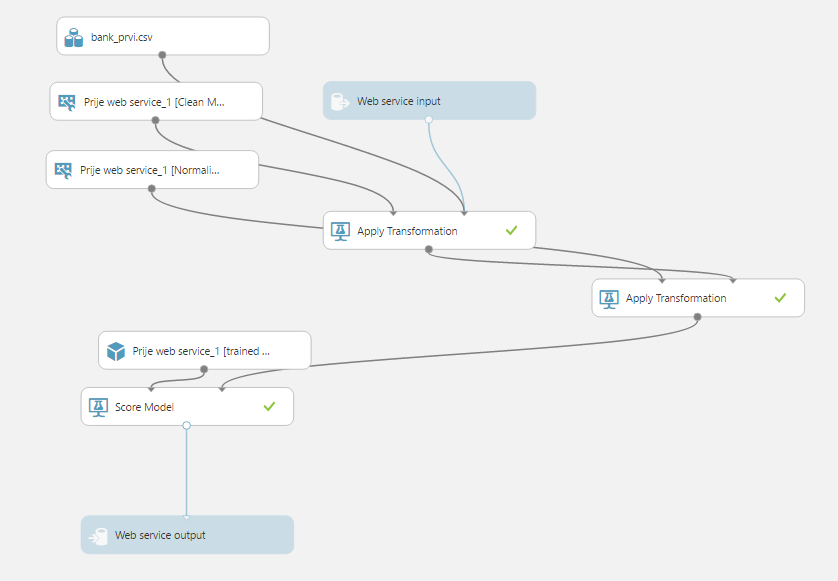 bank_prvi.csv
Prije web service_1 [Clean M...
Web service input
Prije web service_1 [Normali...
Apply Transformation
Apply Transformation
Prije web service_1 [trained ...
Score Model
Web service output